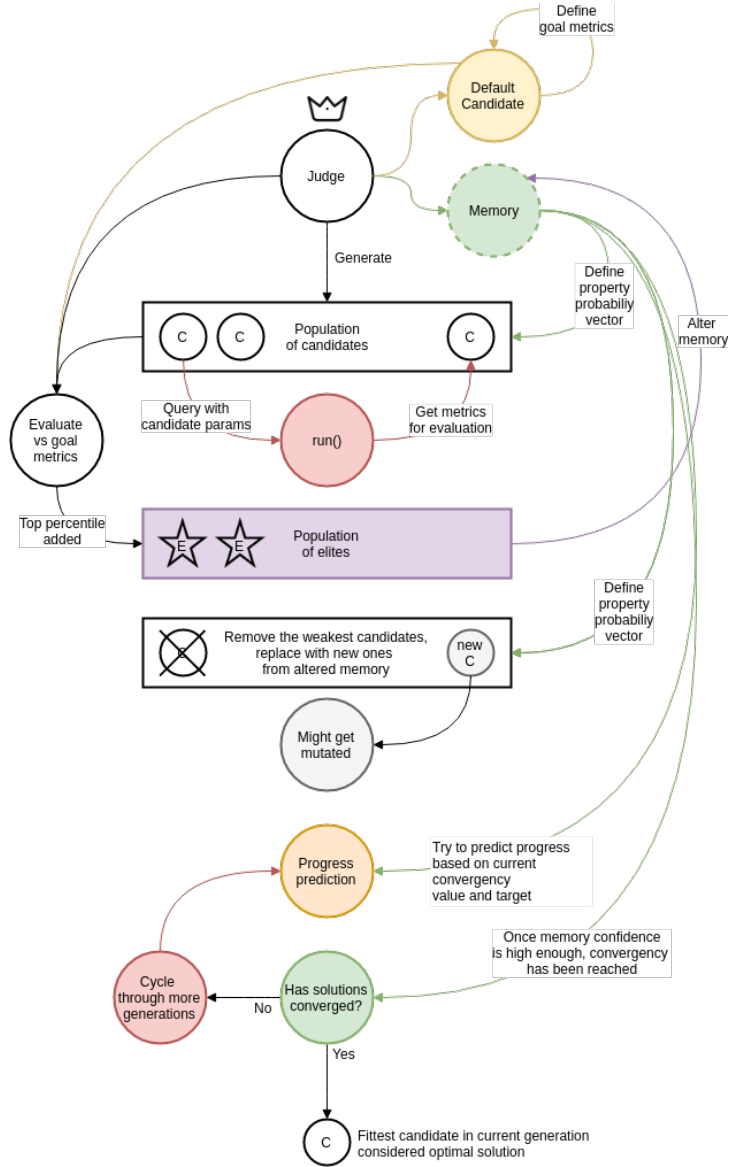 Define
goal metrics
Default
Candidate
Judge
Memory
Generate
Define
property
probabiliy
vector
Alter
memory
C
C
Population
of candidates
C
Query with
candidate params
run()
Get metrics
for evaluation
Evaluate
vs goal
metrics
Top percentile
added
E
E
Population
of elites
Define
property
probabiliy
vector
C
Remove the weakest candidates,
replace with new ones
from altered memory
new
C
Might get
mutated
Progress
prediction
Try to predict progress
based on current
convergency
value and target
Once memory confidence
is high enough, convergency
has been reached
Cycle
through more
generations
No
Has solutions
converged?
Yes
C
Fittest candidate in current generation
considered optimal solution